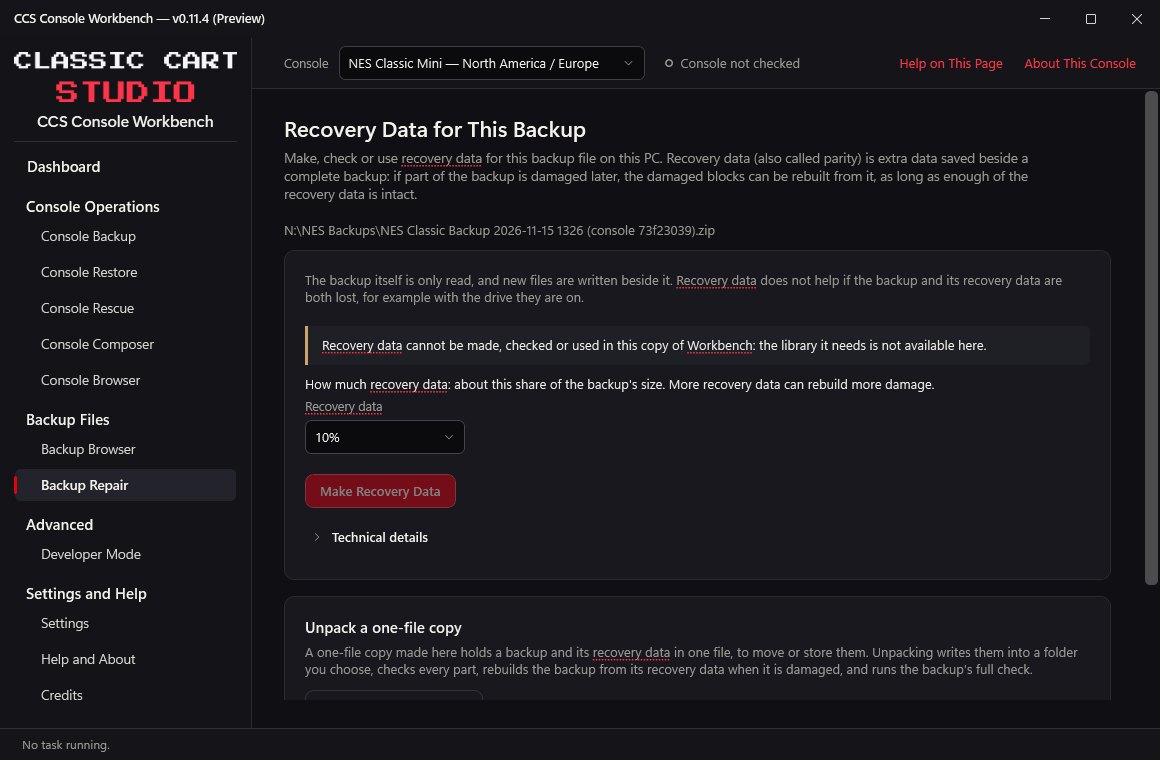 CCS Console Workbench — v0.11.4 (Preview)
CLASSIC CART
STUDIO
CCS Console Workbench
Dashboard
Console Operations
Console Backup
Console Restore
Console Rescue
Console Composer
Console Browser
Backup Files
Backup Browser
Backup Repair
Advanced
Developer Mode
Settings and Help
Settings
Help and About
Credits
Console
NES Classic Mini — North America / Europe
Console not checked
Help on This Page
About This Console
Recovery Data for This Backup
Make, check or use recovery data for this backup file on this PC. Recovery data (also called parity) is extra data saved beside a
complete backup: if part of the backup is damaged later, the damaged blocks can be rebuilt from it, as long as enough of the
recovery data is intact.
N:\NES Backups\NES Classic Backup 2026-11-15 1326 (console 73f23039).zip
The backup itself is only read, and new files are written beside it. Recovery data does not help if the backup and its recovery data are
both lost, for example with the drive they are on.
Recovery data cannot be made, checked or used in this copy of Workbench: the library it needs is not available here.
How much recovery data: about this share of the backup's size. More recovery data can rebuild more damage.
Recovery data
10%
Make Recovery Data
Technical details
Unpack a one-file copy
A one-file copy made here holds a backup and its recovery data in one file, to move or store them. Unpacking writes them into a folder
you choose, checks every part, rebuilds the backup from its recovery data when it is damaged, and runs the backup's full check.
No task running.